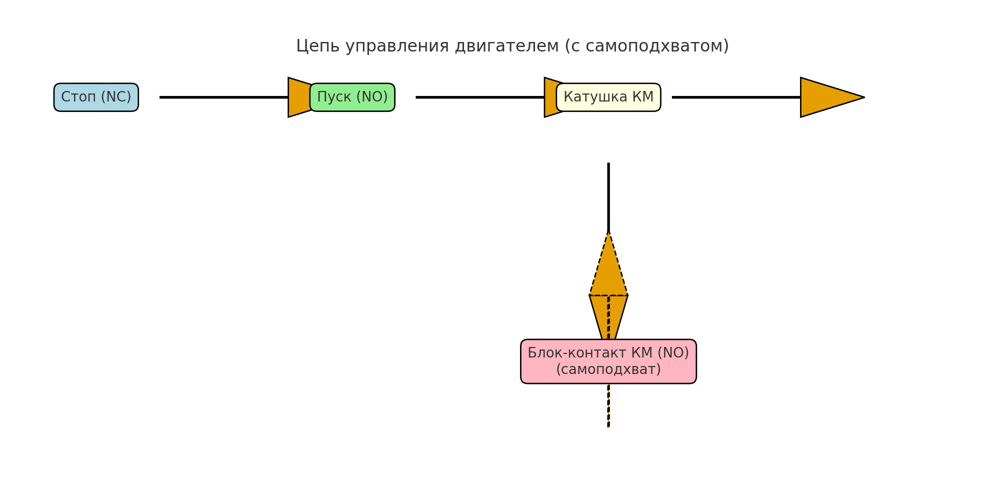 Цепь управления двигателем (с самоподхватом)
Стоп (NC)
Пуск (NO)
Катушка КМ
Блок-контакт КМ (NO)
(самоподхват)